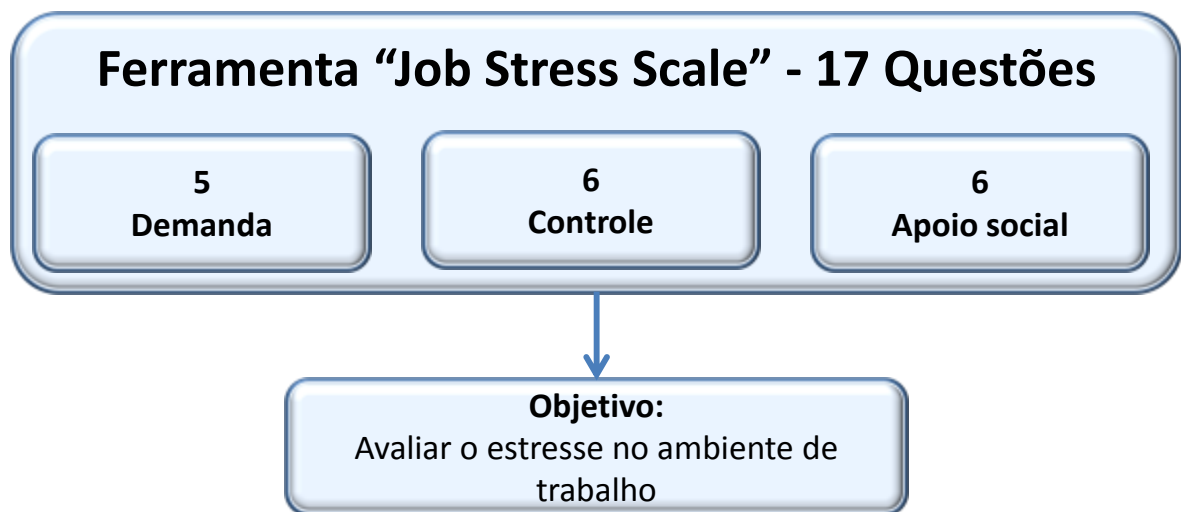 Ferramenta “Job Stress Scale” - 17 Questões
5
Demanda
6
Controle
6
Apoio social
Objetivo:
Avaliar o estresse no ambiente de
trabalho